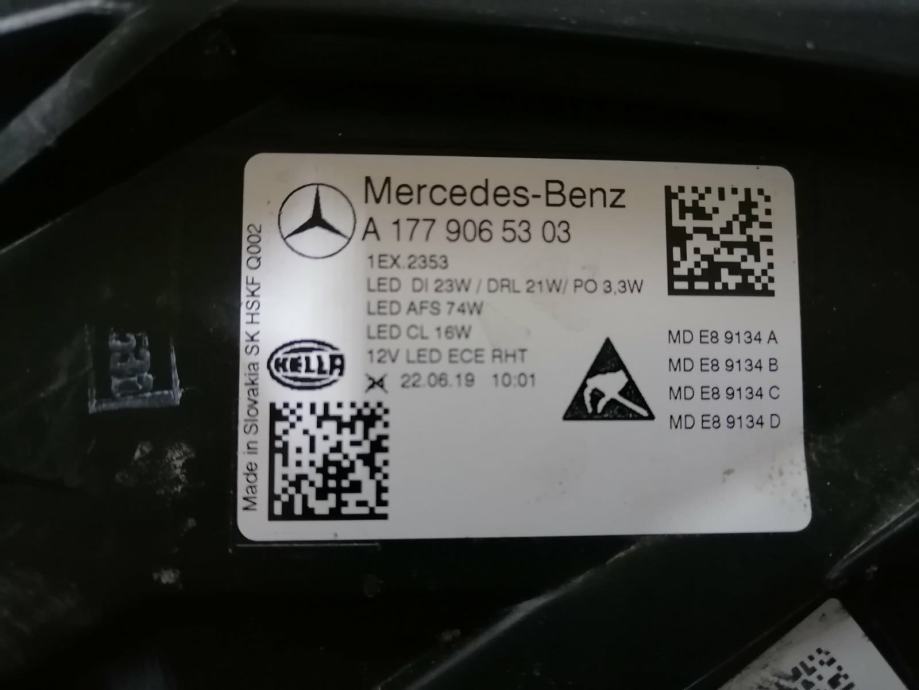 Mercedes-Benz
A 177 906 53 03
1EX.2353
LED DI 23W / DRL 21W/ PO 3,3W
LED AFS 74W
LED CL 16W
12V LED ECE RHT
22.06.19 10:01
HELLA
Made in Slovakia SK HSKF Q002
MD E8 9134 A
MD E8 9134 B
MD E8 9134 C
MD E8 9134 D